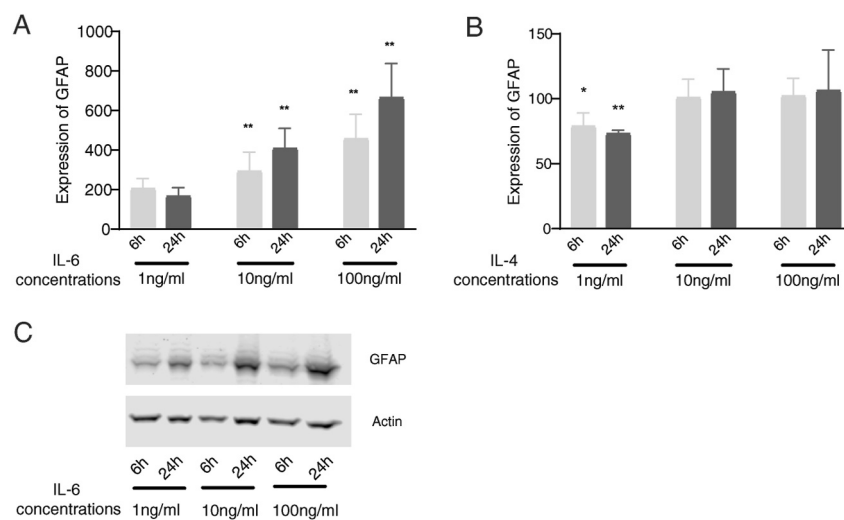 A
Expression of GFAP
1000
800
600
400
200
0
** ** ** **
6h 24h 6h 24h 6h 24h
IL-6
concentrations
1ng/ml 10ng/ml 100ng/ml
B
Expression of GFAP
150
100
50
0
* **
6h 24h 6h 24h 6h 24h
IL-4
concentrations
1ng/ml 10ng/ml 100ng/ml
C
GFAP
Actin
6h 24h 6h 24h 6h 24h
IL-6
concentrations
1ng/ml 10ng/ml 100ng/ml